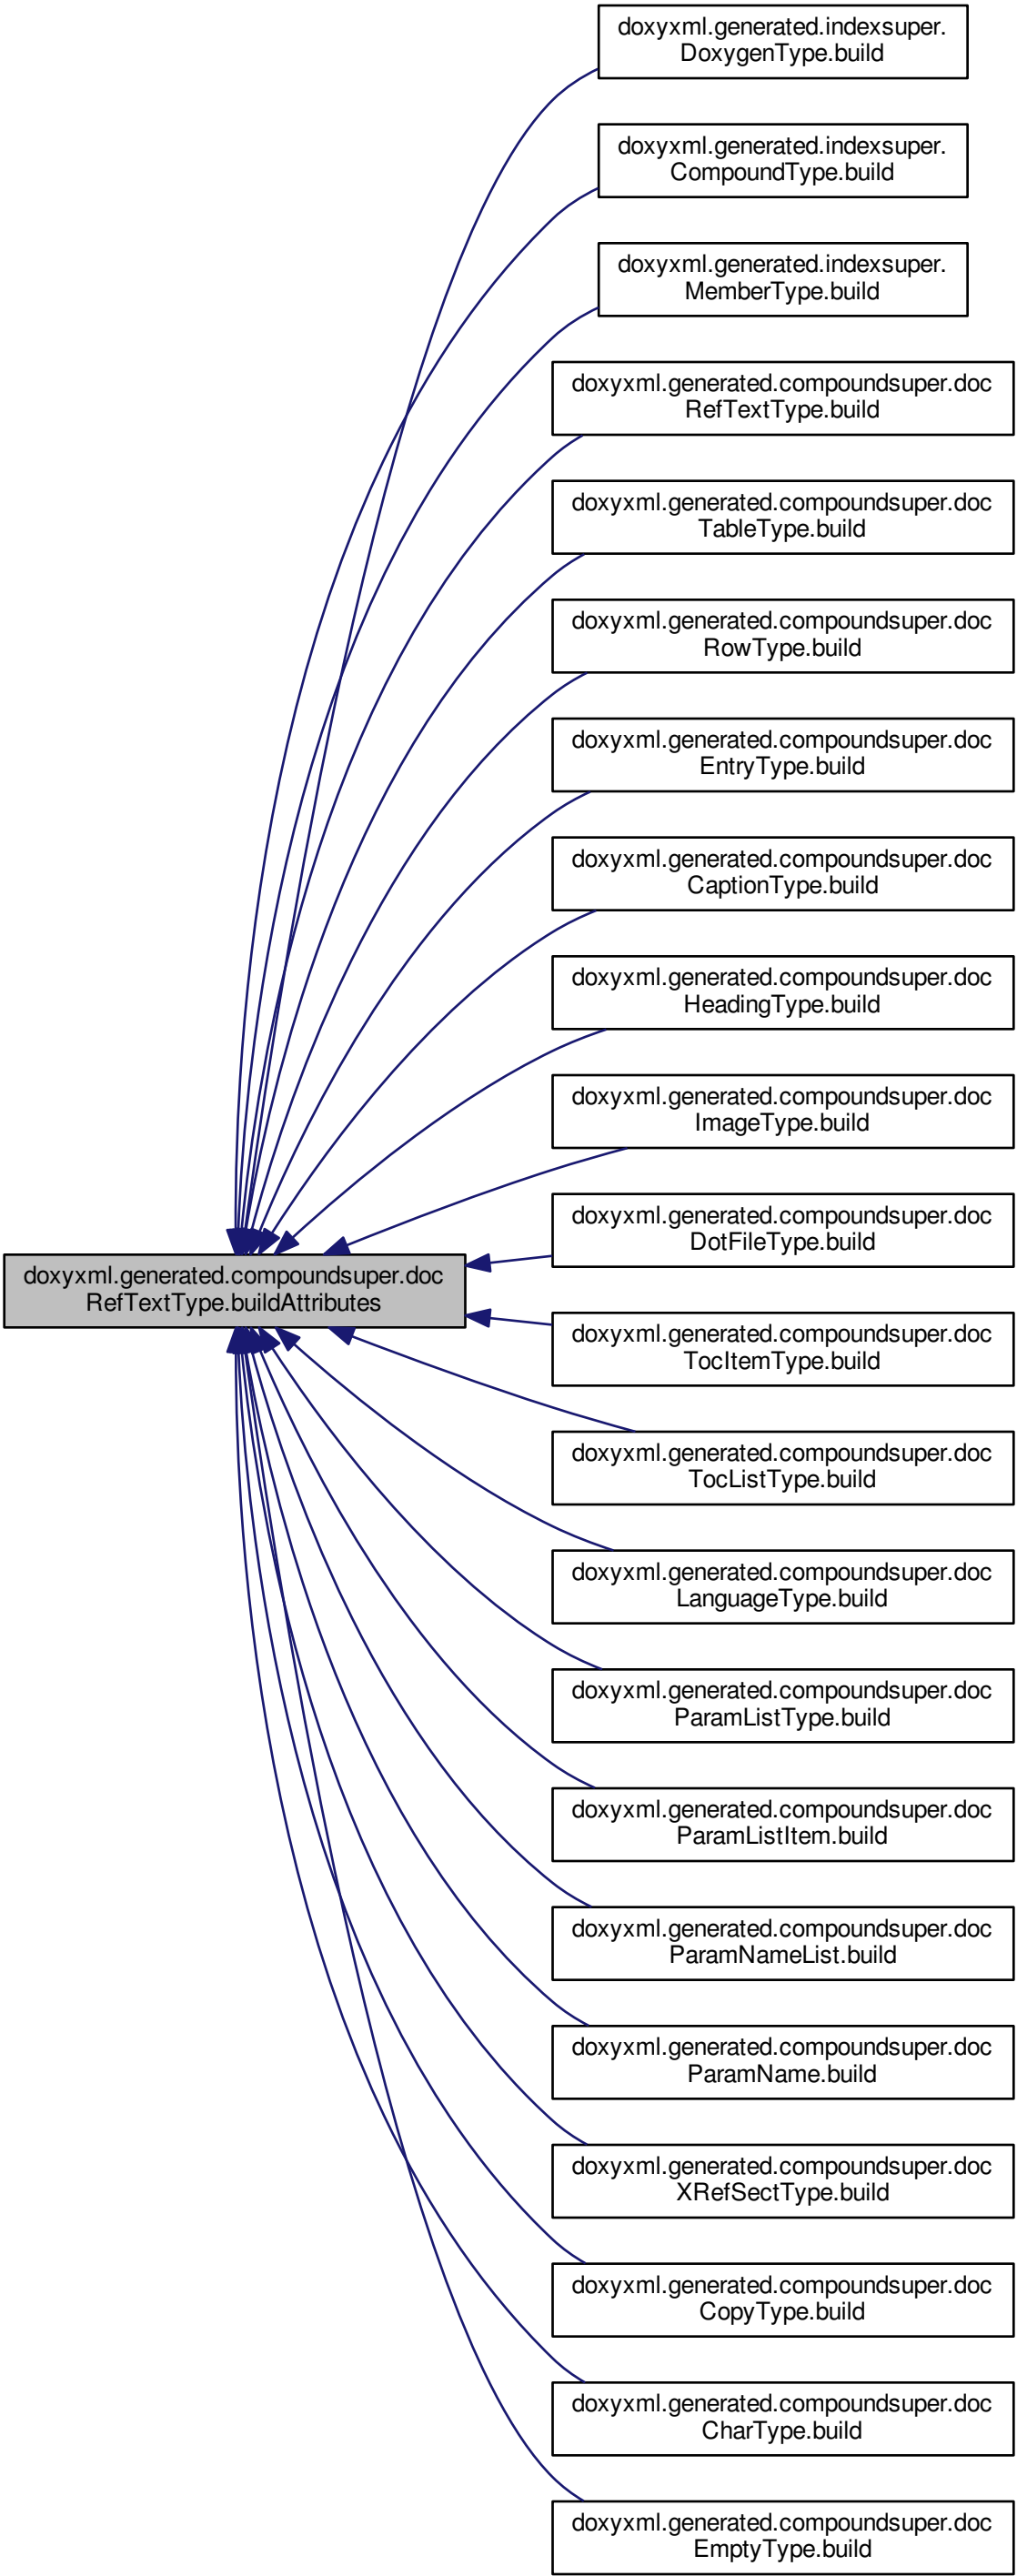 doxyxml.generated.indexsuper.
DoxygenType.build
doxyxml.generated.indexsuper.
CompoundType.build
doxyxml.generated.indexsuper.
MemberType.build
doxyxml.generated.compoundsuper.doc
RefTextType.build
doxyxml.generated.compoundsuper.doc
TableType.build
doxyxml.generated.compoundsuper.doc
RowType.build
doxyxml.generated.compoundsuper.doc
EntryType.build
doxyxml.generated.compoundsuper.doc
CaptionType.build
doxyxml.generated.compoundsuper.doc
HeadingType.build
doxyxml.generated.compoundsuper.doc
ImageType.build
doxyxml.generated.compoundsuper.doc
DotFileType.build
doxyxml.generated.compoundsuper.doc
RefTextType.buildAttributes
doxyxml.generated.compoundsuper.doc
TocItemType.build
doxyxml.generated.compoundsuper.doc
TocListType.build
doxyxml.generated.compoundsuper.doc
LanguageType.build
doxyxml.generated.compoundsuper.doc
ParamListType.build
doxyxml.generated.compoundsuper.doc
ParamListItem.build
doxyxml.generated.compoundsuper.doc
ParamNameList.build
doxyxml.generated.compoundsuper.doc
ParamName.build
doxyxml.generated.compoundsuper.doc
XRefSectType.build
doxyxml.generated.compoundsuper.doc
CopyType.build
doxyxml.generated.compoundsuper.doc
CharType.build
doxyxml.generated.compoundsuper.doc
EmptyType.build